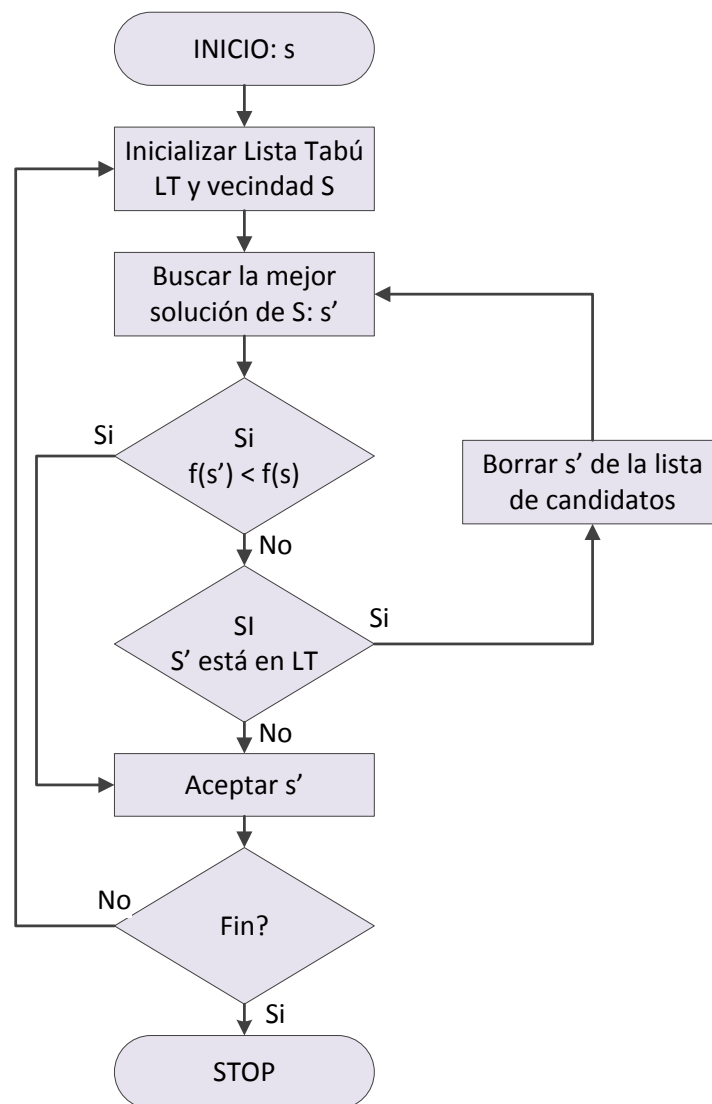 INICIO: s
Inicializar Lista Tabú
LT y vecindad S
Buscar la mejor
solución de S: s’
Si
Si
f(s’) < f(s)
Borrar s’ de la lista
de candidatos
No
SI
S’ está en LT
Si
No
Aceptar s’
No
Fin?
Si
STOP